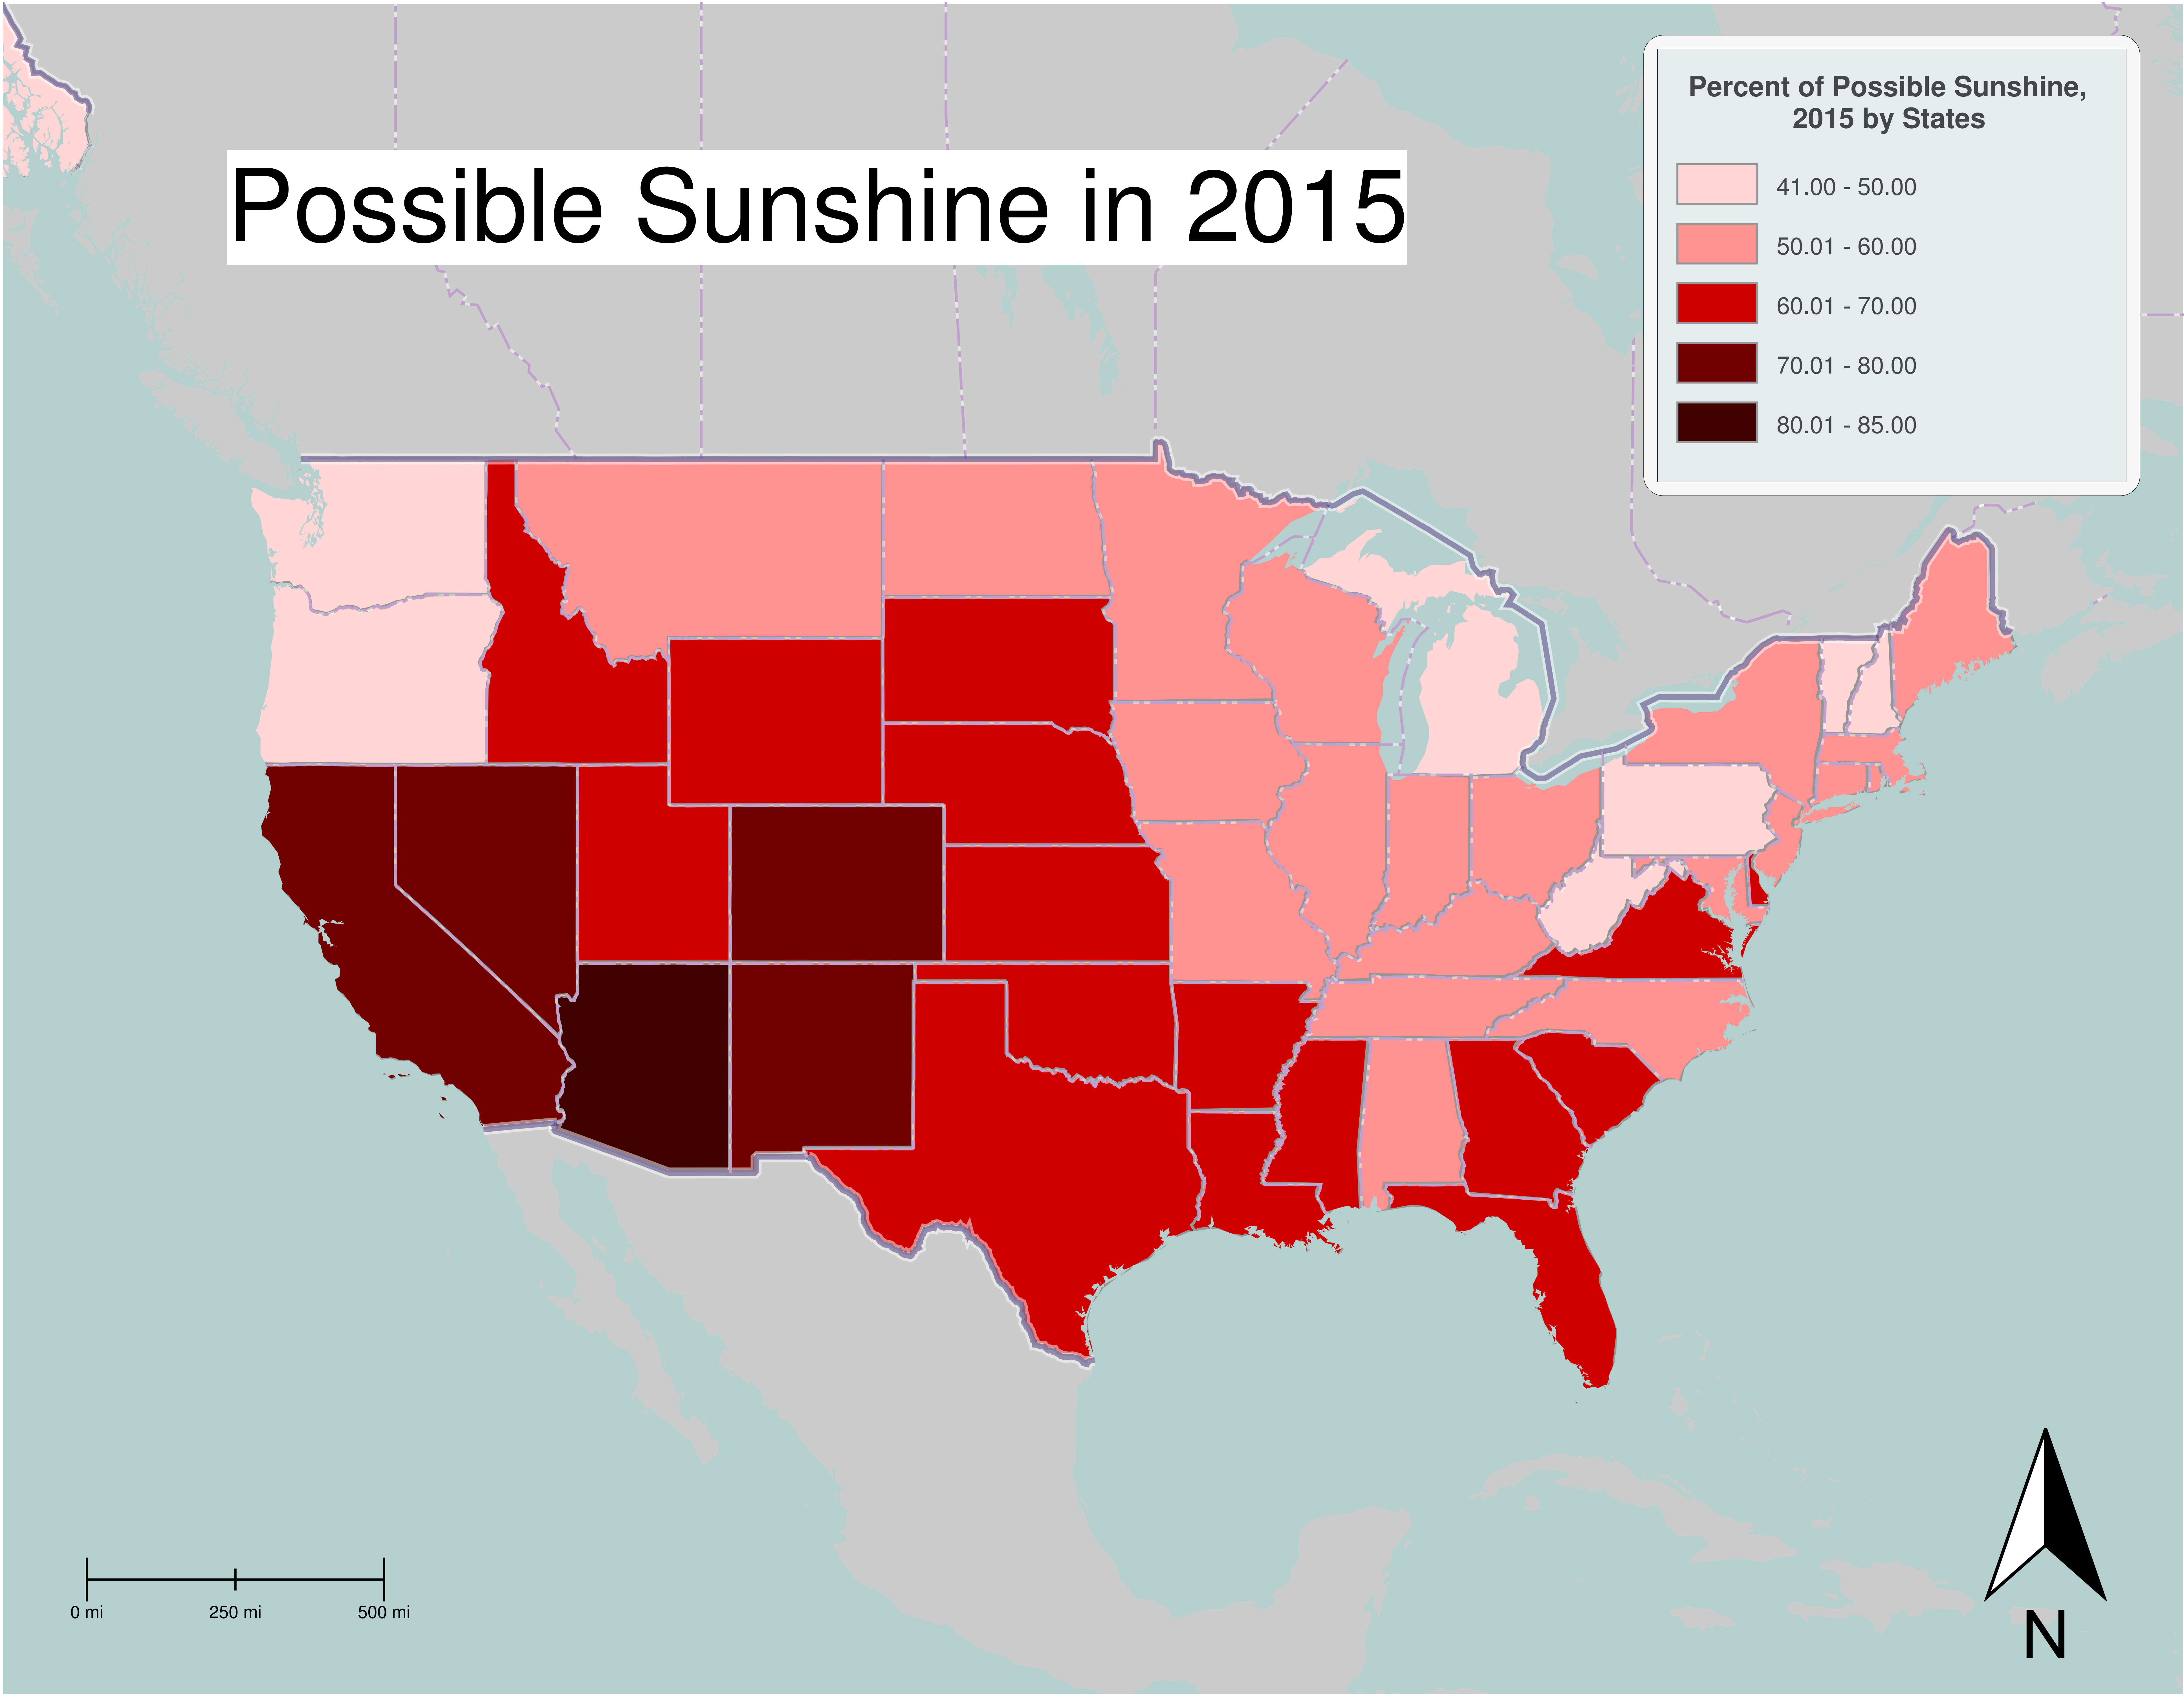 Possible Sunshine in 2015
Percent of Possible Sunshine,
2015 by States
41.00 - 50.00
50.01 - 60.00
60.01 - 70.00
70.01 - 80.00
80.01 - 85.00
0 mi 250 mi 500 mi
N